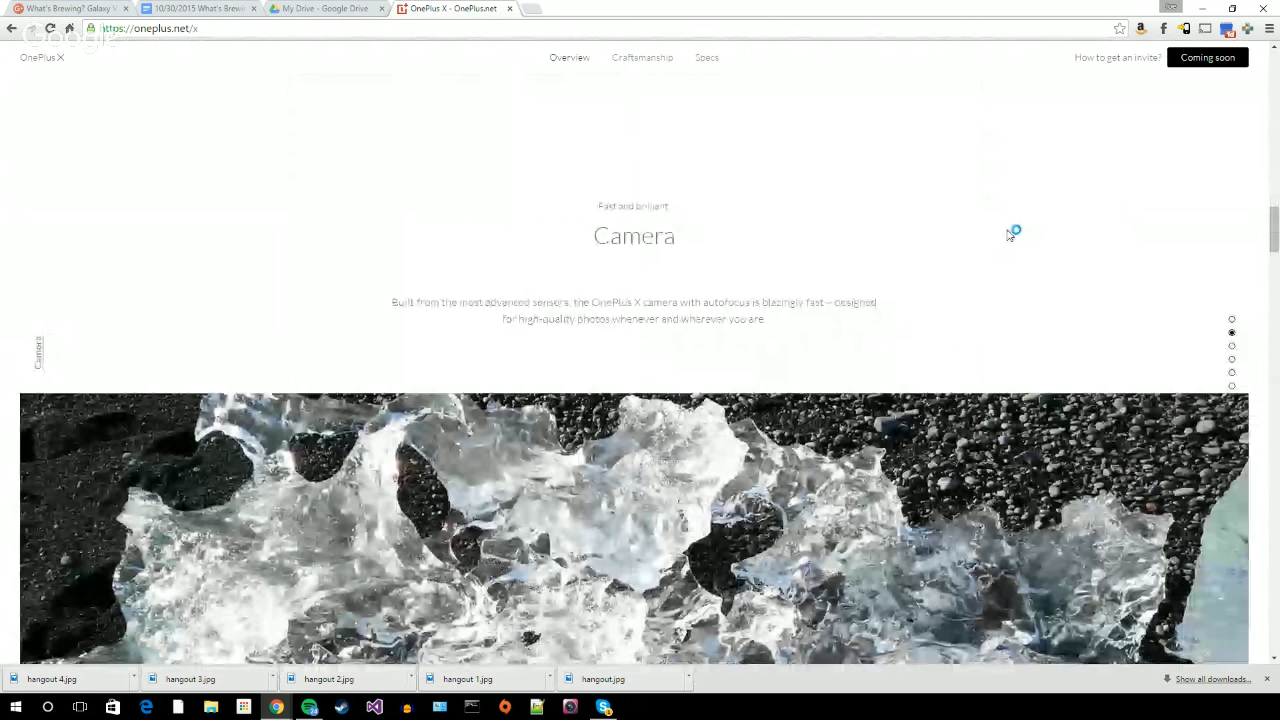 What's Brewing? Galaxy V
10/30/2015 What's Brewin
My Drive - Google Drive
OnePlus X - OnePlus.net
https://oneplus.net/x
Google
OnePlus X
Overview
Craftsmanship
Specs
How to get an invite?
Coming soon
Fast and brilliant
Camera
Built from the most advanced sensors, the OnePlus X camera with autofocus is blazingly fast – designed
for high-quality photos whenever and wherever you are.
Camera
hangout 4.jpg
hangout 3.jpg
hangout 2.jpg
hangout 1.jpg
hangout.jpg
Show all downloads...